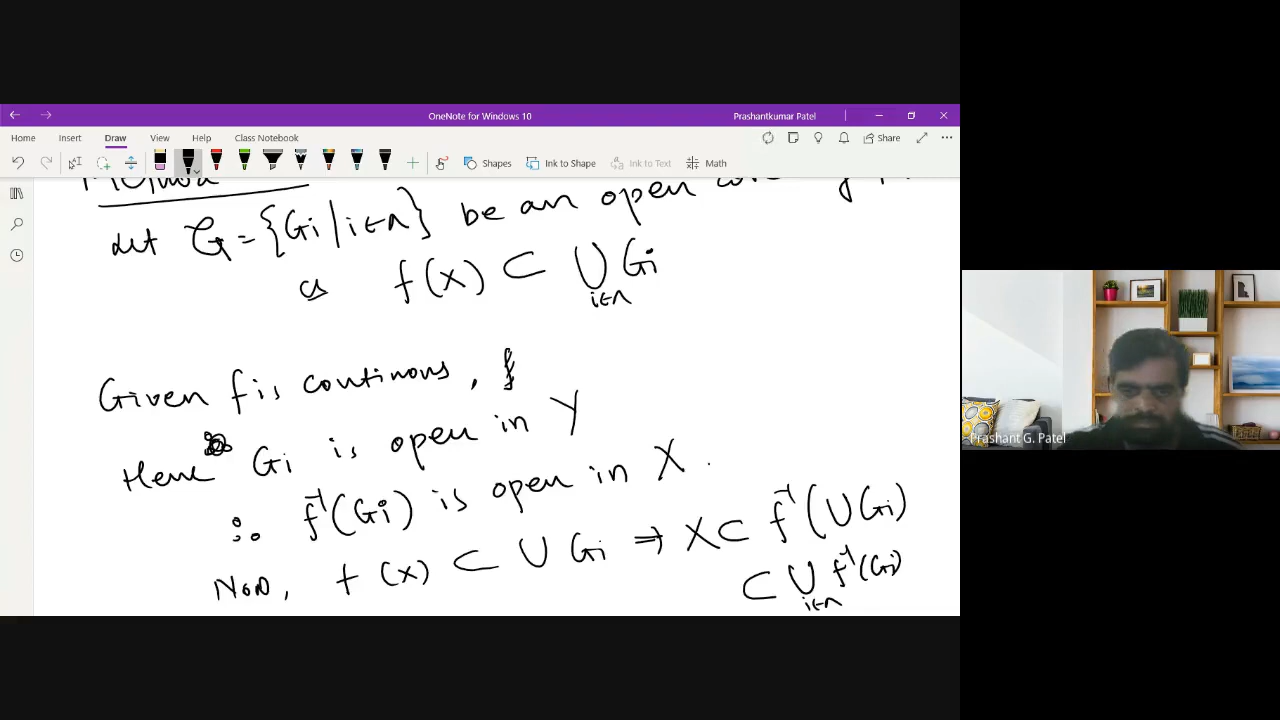 OneNote for Windows 10
Prashantkumar Patel
Home Insert Draw View Help Class Notebook
Share
Shapes Ink to Shape Ink to Text Math
Method
Let G = {Gi | i∈Λ} be an open
as f(X) ⊂ ∪ Gi
i∈Λ
Given f is continous,
Here Gi is open in Y
∴ f⁻¹(Gi) is open in X.
Now, f(x) ⊂ ∪ Gi ⇒ X ⊂ f⁻¹(∪Gi)
⊂ ∪ f⁻¹(Gi)
i∈Λ
Prashant G. Patel